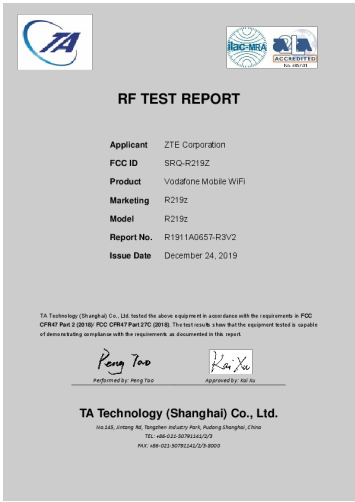 TA
ilac-MRA
ACCREDITED
RF TEST REPORT
Applicant ZTE Corporation
FCC ID SRQ-R219Z
Product Vodafone Mobile WiFi
Marketing R219z
Model R219z
Report No. R1911A0657-R3V2
Issue Date December 24, 2019
TA Technology (Shanghai) Co., Ltd. tested the above equipment in accordance with the requirements in FCC
CFR47 Part 2 (2018)/ FCC CFR47 Part 27C (2018). The test results show that the equipment tested is capable
of demonstrating compliance with the requirements as documented in this report.
Peng Tao Kai Xu
Performed by: Peng Tao Approved by: Kai Xu
TA Technology (Shanghai) Co., Ltd.
No.145, Jintang Rd, Tangzhen Industry Park, Pudong Shanghai, China
TEL: +86-021-50791141/2/3
FAX: +86-021-50791141/2/3-8000